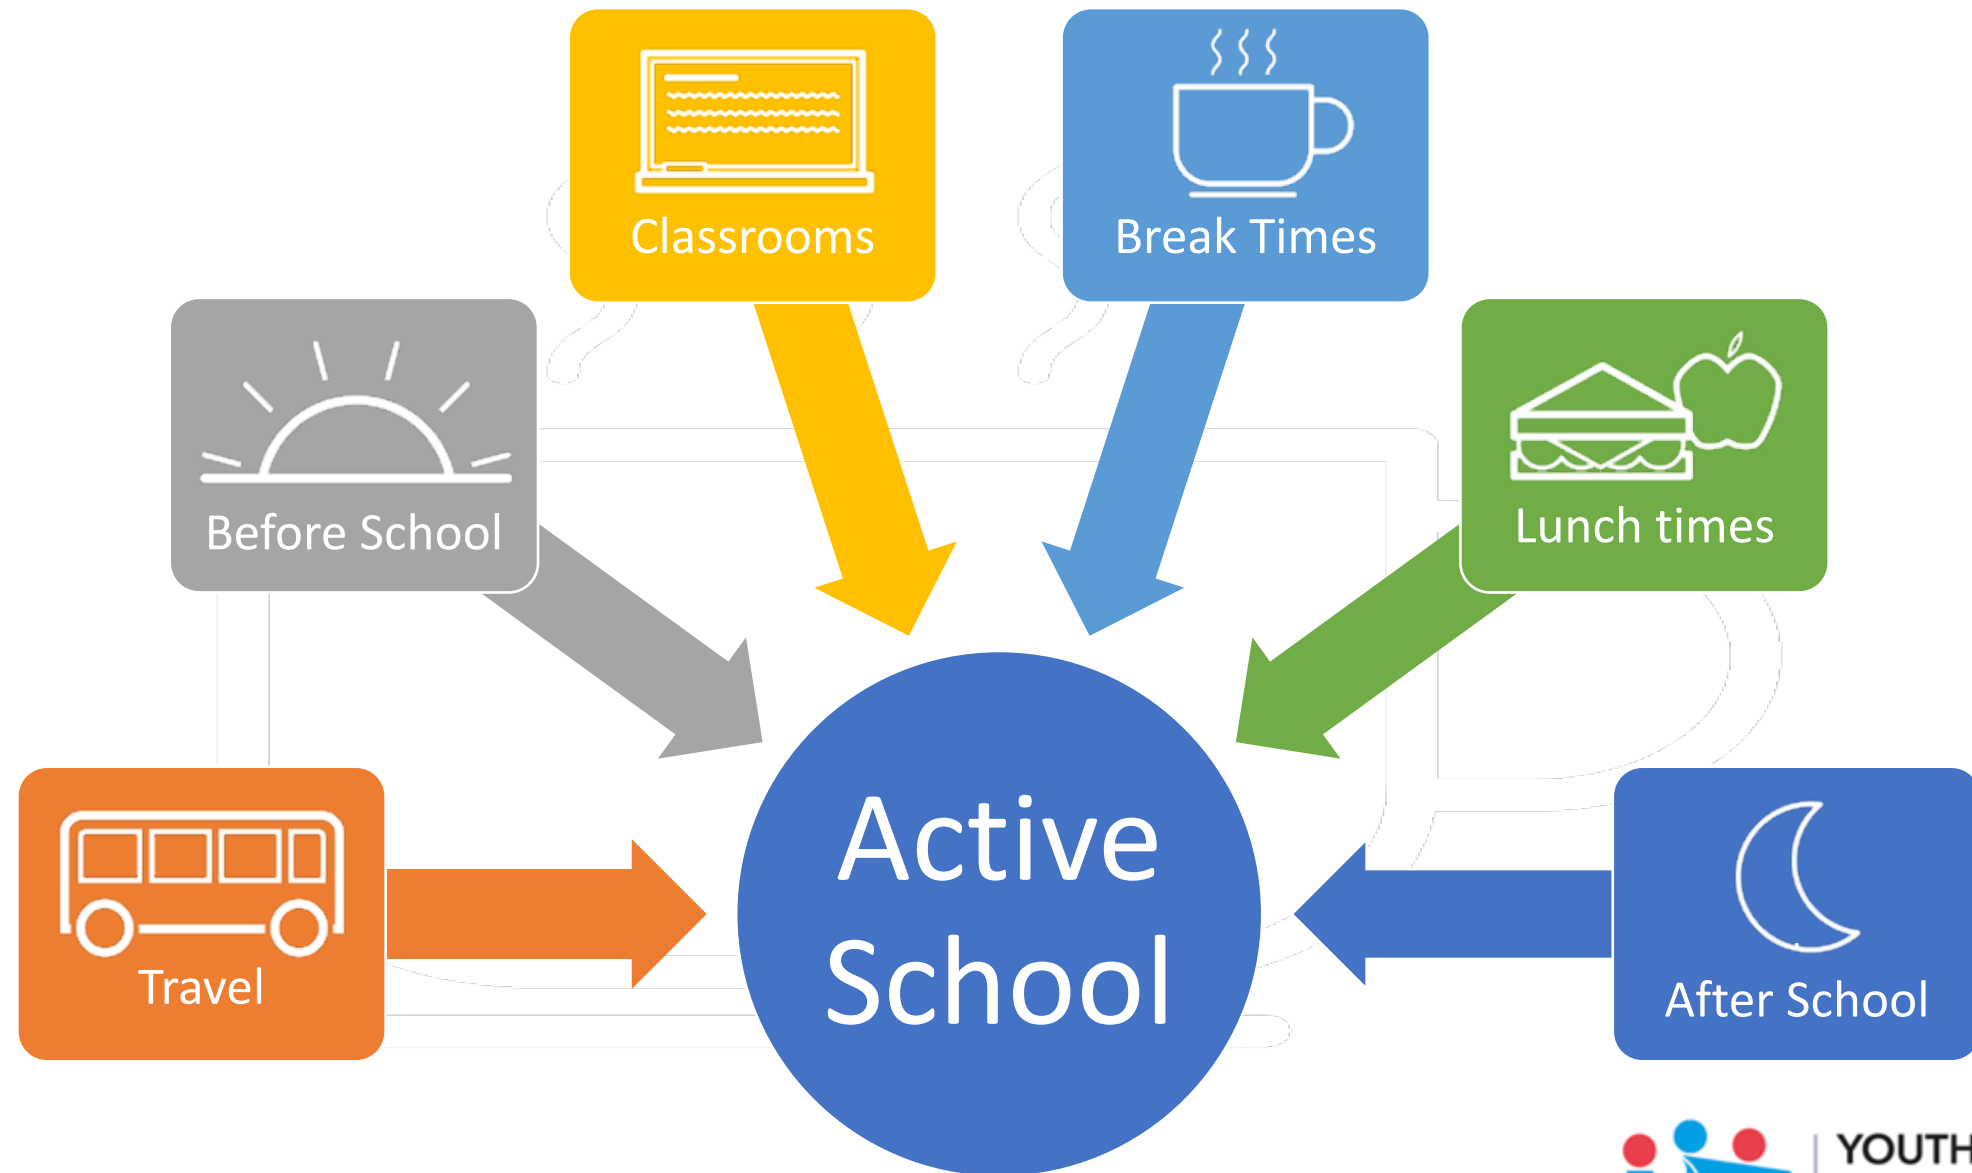 Classrooms
Break Times
Before School
Lunch times
Travel
Active
School
After School
YOUTH